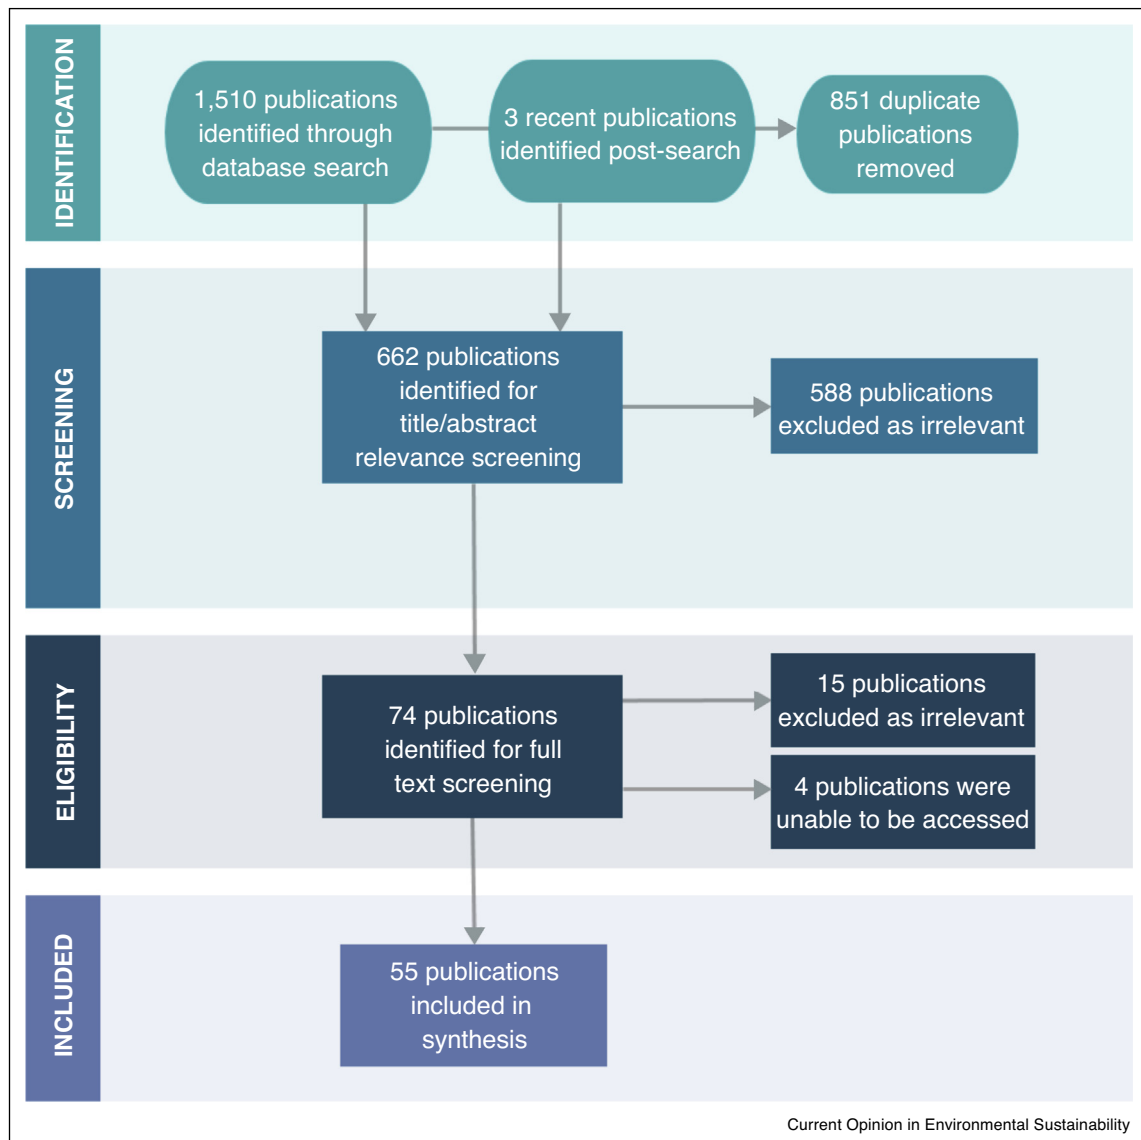 IDENTIFICATION
1,510 publications
identified through
database search
3 recent publications
identified post-search
851 duplicate
publications
removed
SCREENING
662 publications
identified for
title/abstract
relevance screening
588 publications
excluded as irrelevant
ELIGIBILITY
74 publications
identified for full
text screening
15 publications
excluded as irrelevant
4 publications were
unable to be accessed
INCLUDED
55 publications
included in
synthesis
Current Opinion in Environmental Sustainability